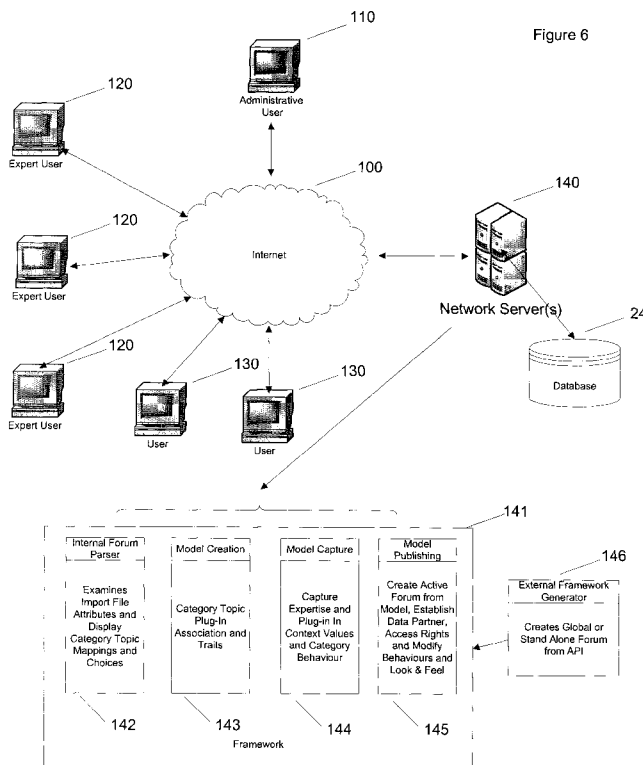 Figure 6
110
Administrative
User
120
Expert User
100
Internet
140
Network Server(s)
120
Expert User
24
Database
120
Expert User
130
User
130
User
141
Internal Forum
Parser
Examines
Import File
Attributes and
Display
Category Topic
Mappings and
Choices
142
Model Creation
Category Topic
Plug-In
Association and
Traits
143
Model Capture
Capture
Expertise and
Plug-in In
Context Values
and Category
Behaviour
144
Model
Publishing
Create Active
Forum from
Model, Establish
Data Partner,
Access Rights
and Modify
Behaviours and
Look & Feel
145
146
External Framework
Generator
Creates Global or
Stand Alone Forum
from API
Framework